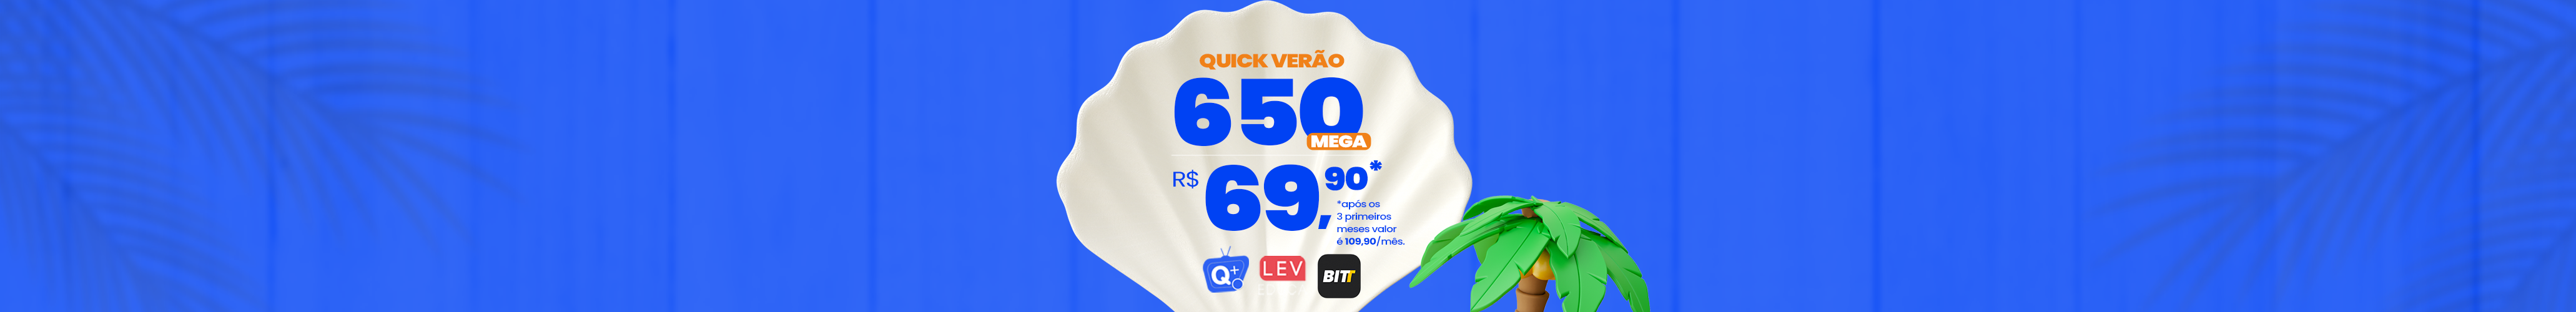 QUICK VERÃO
650
MEGA
R$ 69,90*
*após os
3 primeiros
meses valor
é 109,90/mês.
Q+
LEV
BITT